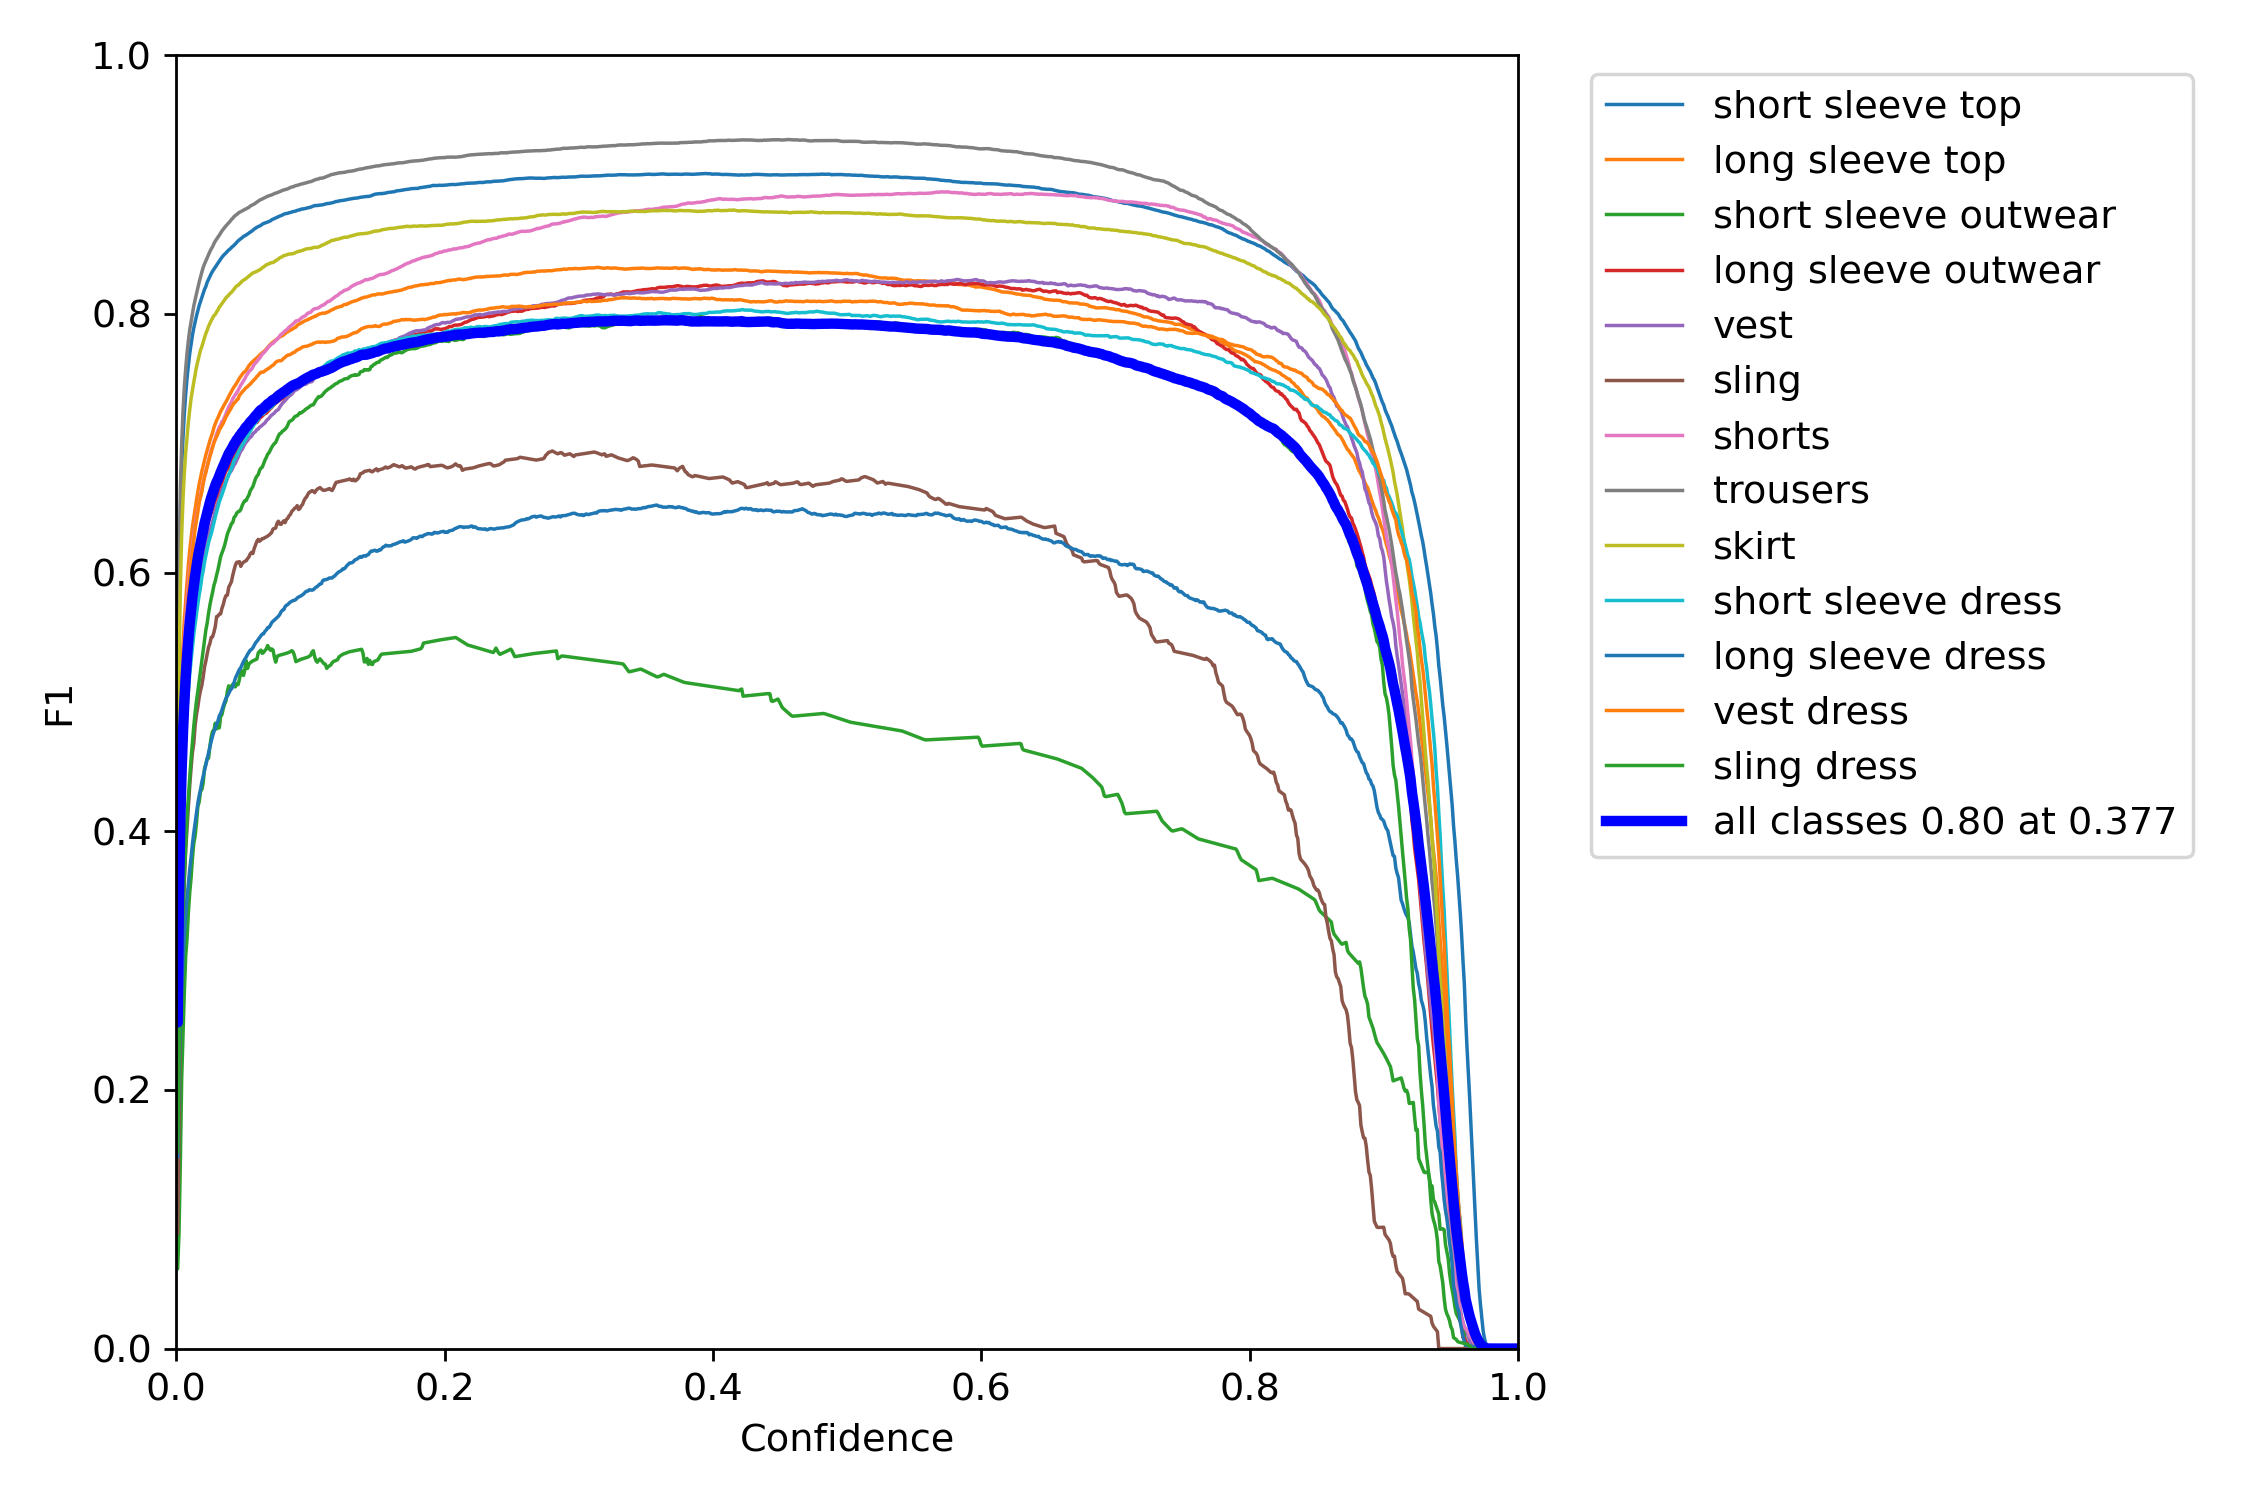 1.0
0.8
0.6
0.4
0.2
0.0
F1
0.0 0.2 0.4 0.6 0.8 1.0
Confidence
short sleeve top
long sleeve top
short sleeve outwear
long sleeve outwear
vest
sling
shorts
trousers
skirt
short sleeve dress
long sleeve dress
vest dress
sling dress
all classes 0.80 at 0.377